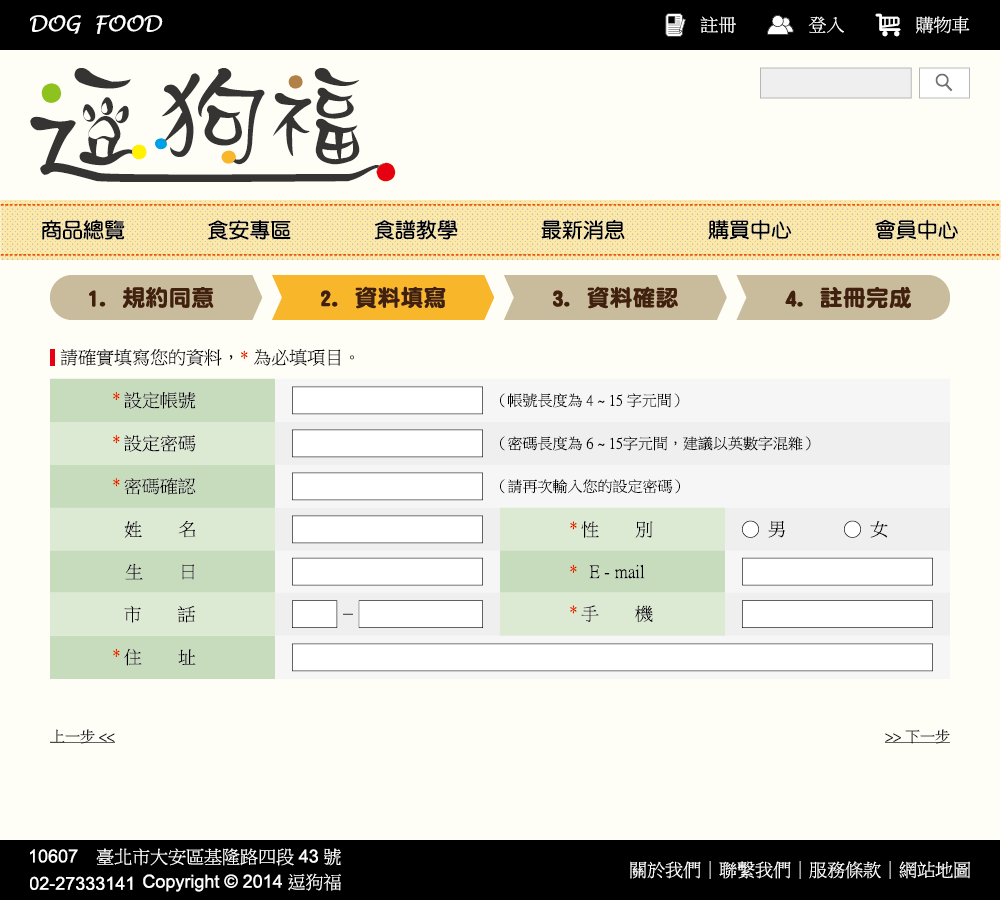 DOG FOOD
註冊 登入 購物車
逗狗福
商品總覽 食安專區 食譜教學 最新消息 購買中心 會員中心
1. 規約同意 2. 資料填寫 3. 資料確認 4. 註冊完成
請確實填寫您的資料，* 為必填項目。
*設定帳號 （帳號長度為 4 ~ 15 字元間）
*設定密碼 （密碼長度為 6 ~ 15字元間，建議以英數字混雜）
*密碼確認 （請再次輸入您的設定密碼）
姓 名 *性 別 男 女
生 日 * E - mail
市 話 – *手 機
*住 址
上一步 << >> 下一步
10607 臺北市大安區基隆路四段 43 號
02-27333141 Copyright © 2014 逗狗福
關於我們｜聯繫我們｜服務條款｜網站地圖